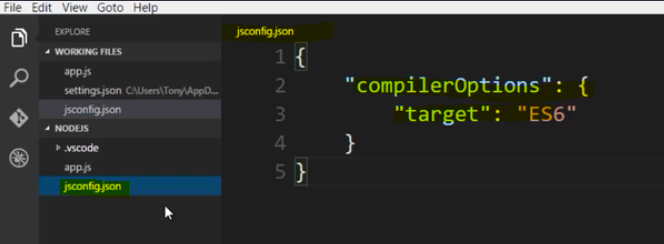 File Edit View Goto Help
EXPLORE
WORKING FILES
app.js
settings.json C:\Users\Tony\AppD...
jsconfig.json
NODEJS
.vscode
app.js
jsconfig.json
jsconfig.json
1 {
2 "compilerOptions": {
3 "target": "ES6"
4 }
5 }